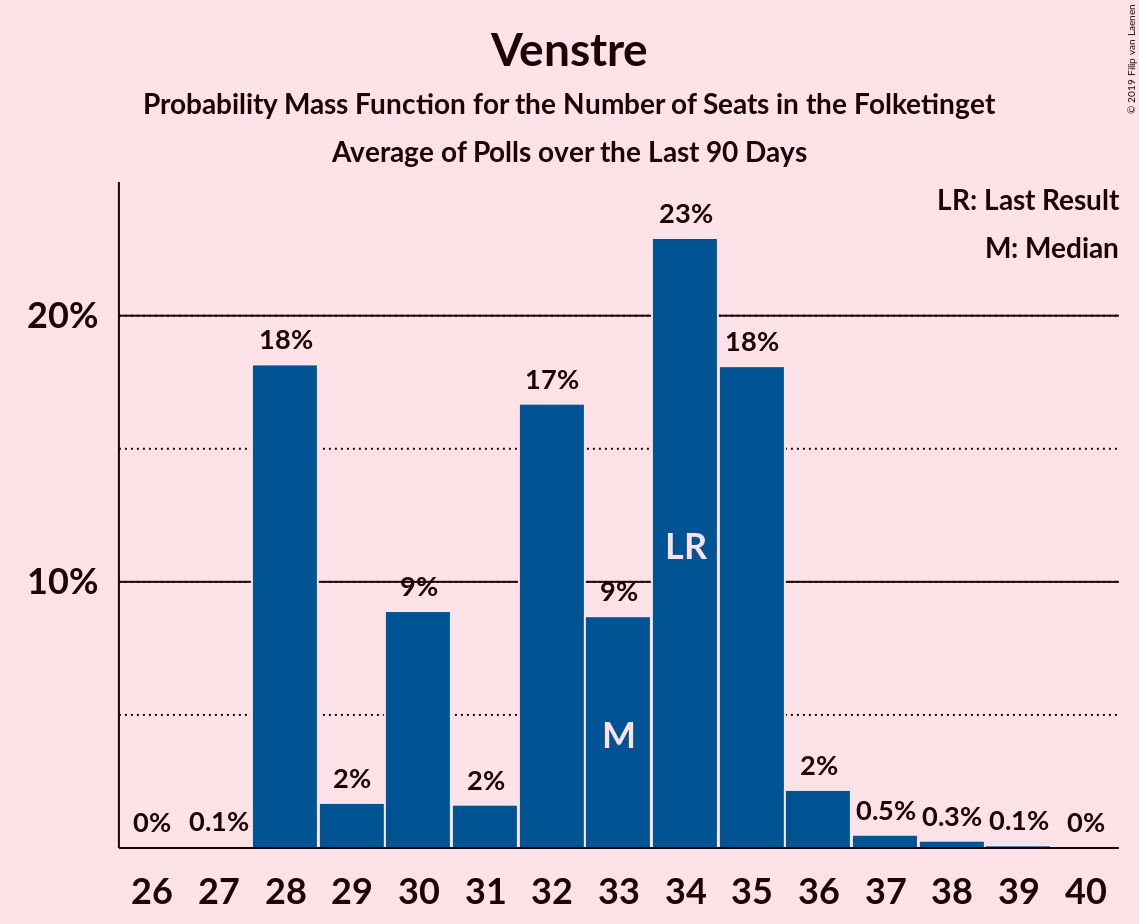 Venstre
Probability Mass Function for the Number of Seats in the Folketinget
Average of Polls over the Last 90 Days
© 2019 Filip van Laenen
LR: Last Result
M: Median
20%
10%
0%
0.1%
18%
2%
9%
2%
17%
9%
23%
18%
2%
0.5%
0.3%
0.1%
0%
LR
M
26 27 28 29 30 31 32 33 34 35 36 37 38 39 40